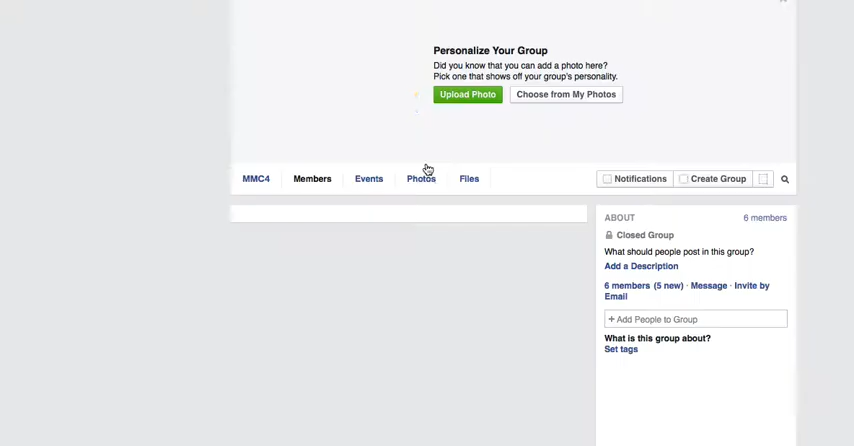 Personalize Your Group
Did you know that you can add a photo here?
Pick one that shows off your group's personality.
Upload Photo Choose from My Photos
MMC4 Members Events Photos Files Notifications Create Group
ABOUT 6 members
Closed Group
What should people post in this group?
Add a Description
6 members (5 new) · Message · Invite by
Email
+ Add People to Group
What is this group about?
Set tags